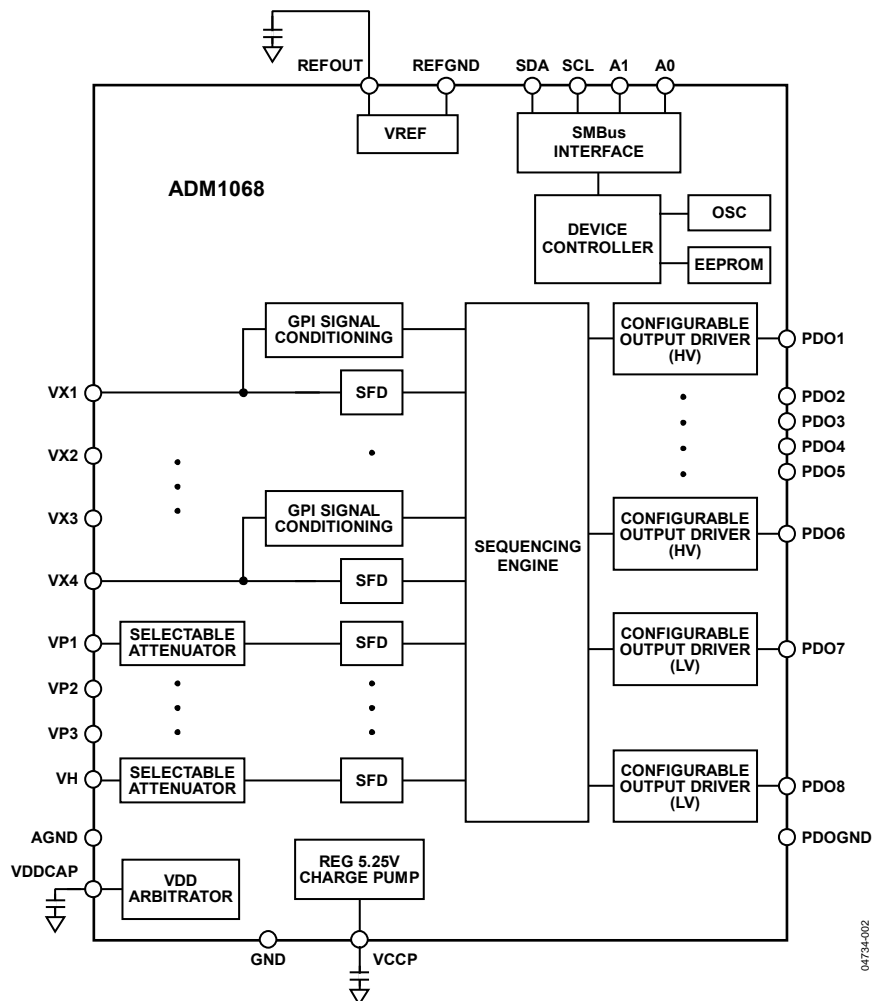 REFOUT
REFGND
SDA
SCL
A1
A0
VREF
SMBus
INTERFACE
ADM1068
DEVICE
CONTROLLER
OSC
EEPROM
GPI SIGNAL
CONDITIONING
CONFIGURABLE
OUTPUT DRIVER
(HV)
PDO1
VX1
SFD
PDO2
PDO3
PDO4
PDO5
VX2
VX3
GPI SIGNAL
CONDITIONING
SEQUENCING
ENGINE
CONFIGURABLE
OUTPUT DRIVER
(HV)
PDO6
VX4
SFD
VP1
SELECTABLE
ATTENUATOR
SFD
CONFIGURABLE
OUTPUT DRIVER
(LV)
PDO7
VP2
VP3
VH
SELECTABLE
ATTENUATOR
SFD
CONFIGURABLE
OUTPUT DRIVER
(LV)
PDO8
AGND
PDOGND
VDDCAP
VDD
ARBITRATOR
REG 5.25V
CHARGE PUMP
GND
VCCP
04734-002